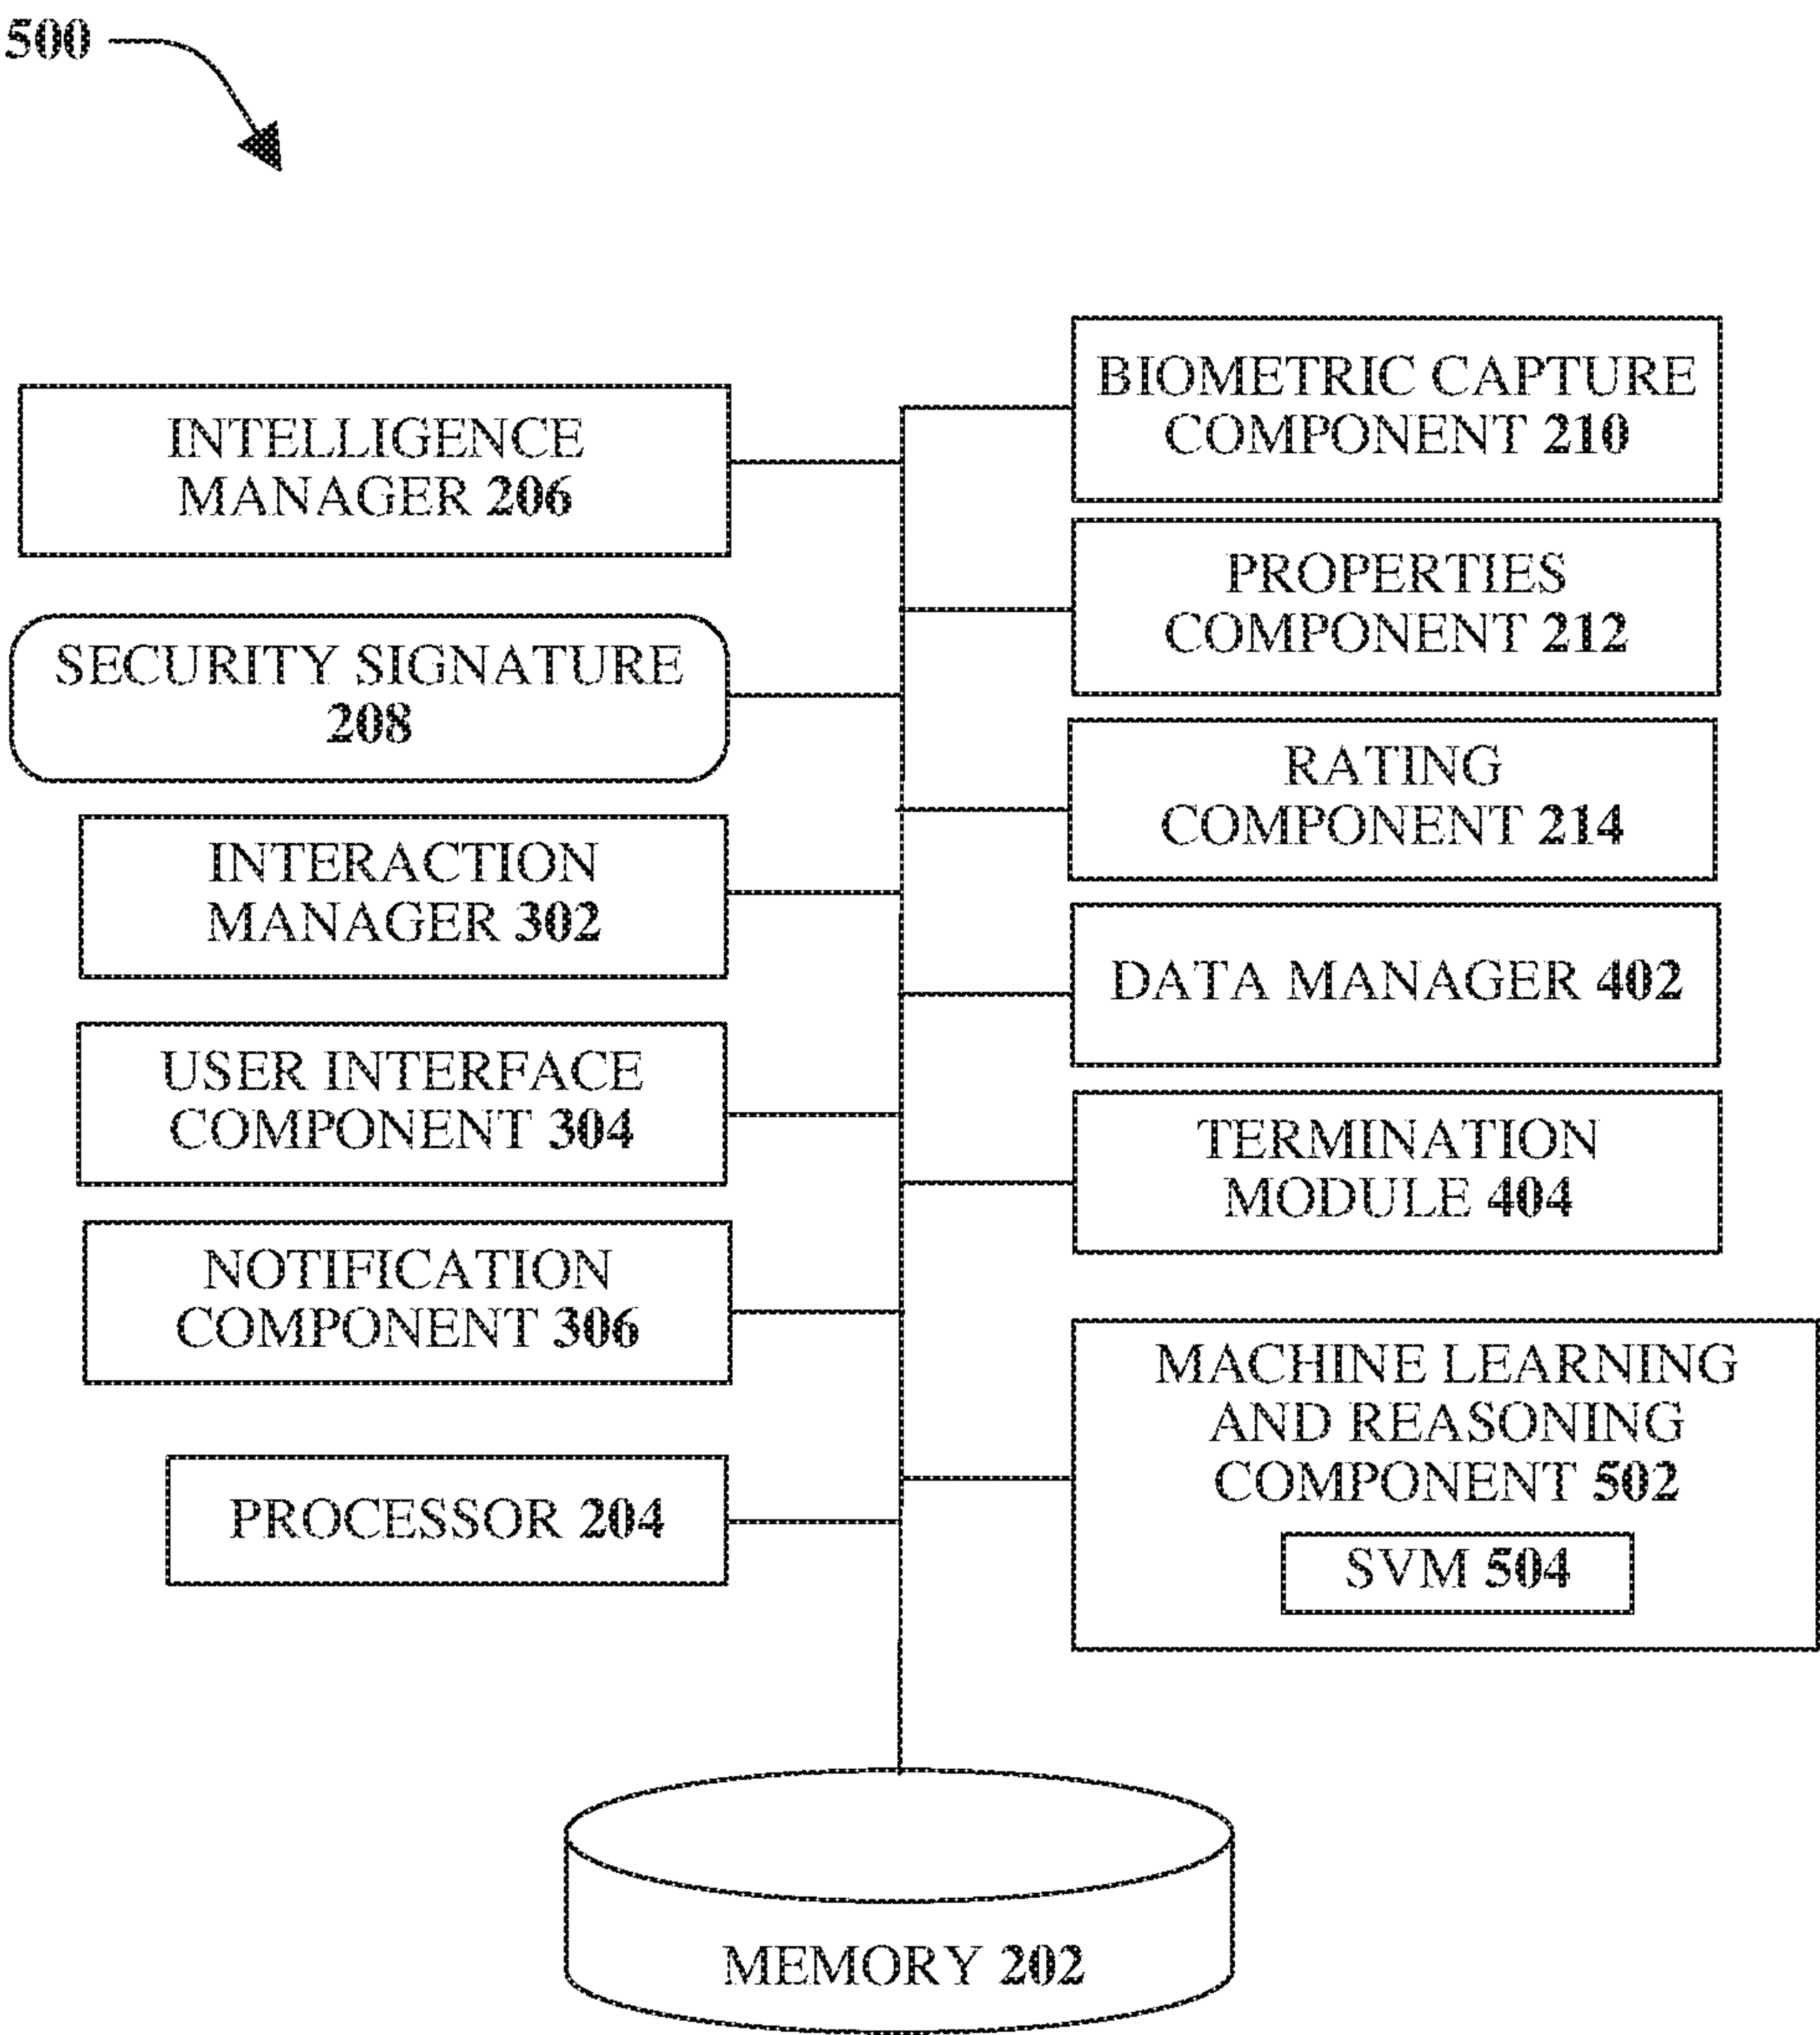 500
INTELLIGENCE
MANAGER 206
SECURITY SIGNATURE
208
INTERACTION
MANAGER 302
USER INTERFACE
COMPONENT 304
NOTIFICATION
COMPONENT 306
PROCESSOR 204
BIOMETRIC CAPTURE
COMPONENT 210
PROPERTIES
COMPONENT 212
RATING
COMPONENT 214
DATA MANAGER 402
TERMINATION
MODULE 404
MACHINE LEARNING
AND REASONING
COMPONENT 502
SVM 504
MEMORY 202